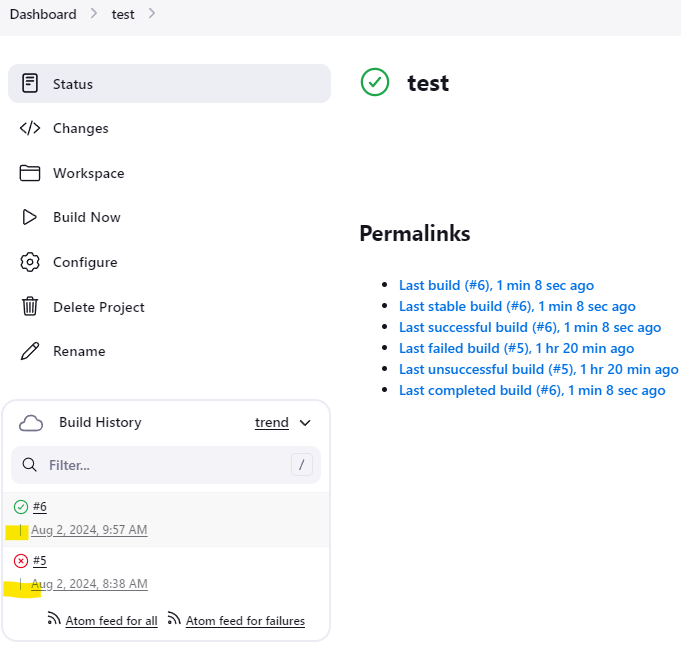 Dashboard > test >
Status
Changes
Workspace
Build Now
Configure
Delete Project
Rename
test
Permalinks
Last build (#6), 1 min 8 sec ago
Last stable build (#6), 1 min 8 sec ago
Last successful build (#6), 1 min 8 sec ago
Last failed build (#5), 1 hr 20 min ago
Last unsuccessful build (#5), 1 hr 20 min ago
Last completed build (#6), 1 min 8 sec ago
Build History trend
Filter... /
#6
| Aug 2, 2024, 9:57 AM
#5
| Aug 2, 2024, 8:38 AM
Atom feed for all Atom feed for failures